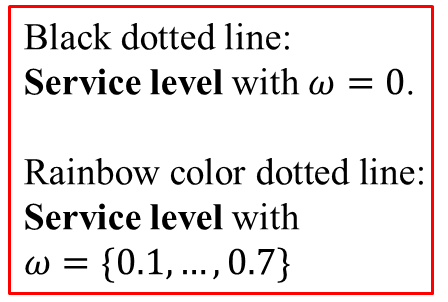 Black dotted line:
Service level with ω = 0.
Rainbow color dotted line:
Service level with
ω = {0.1, ..., 0.7}